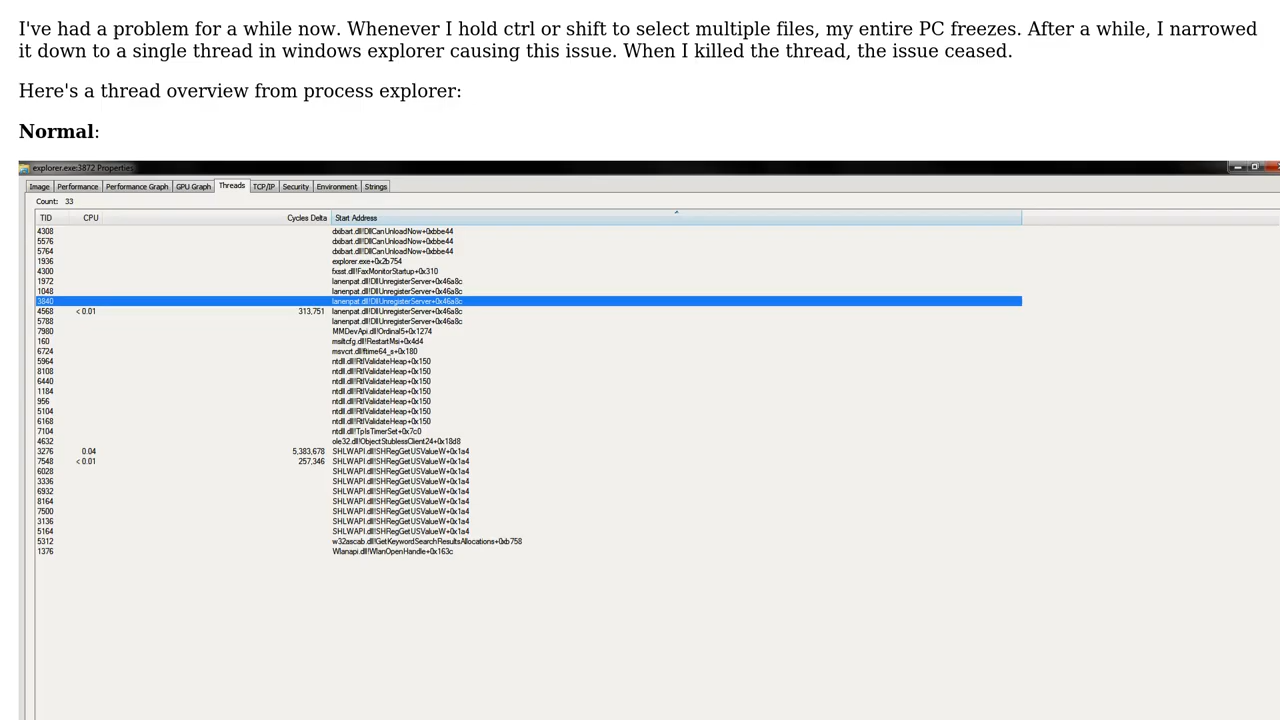 I've had a problem for a while now. Whenever I hold ctrl or shift to select multiple files, my entire PC freezes. After a while, I narrowed
it down to a single thread in windows explorer causing this issue. When I killed the thread, the issue ceased.
Here's a thread overview from process explorer:
Normal:
explorer.exe:3872 Properties
Image Performance Performance Graph GPU Graph Threads TCP/IP Security Environment Strings
Count: 33
TID CPU Cycles Delta Start Address
4308 dxbart.dll!DllCanUnloadNow+0xbbe44
5576 dxbart.dll!DllCanUnloadNow+0xbbe44
5764 dxbart.dll!DllCanUnloadNow+0xbbe44
1936 explorer.exe+0x2b754
4300 fxsst.dll!FaxMonitorStartup+0x310
1972 lanenpat.dll!DllUnregisterServer+0x46a8c
1048 lanenpat.dll!DllUnregisterServer+0x46a8c
3840 lanenpat.dll!DllUnregisterServer+0x46a8c
4568 < 0.01 313,751 lanenpat.dll!DllUnregisterServer+0x46a8c
5788 lanenpat.dll!DllUnregisterServer+0x46a8c
7980 MMDevApi.dll!Ordinal5+0x1274
160 msiltcfg.dll!RestartMsi+0x4d4
6724 msvcrt.dll!ftime64_s+0x180
5964 ntdll.dll!RtlValidateHeap+0x150
8108 ntdll.dll!RtlValidateHeap+0x150
6440 ntdll.dll!RtlValidateHeap+0x150
1184 ntdll.dll!RtlValidateHeap+0x150
956 ntdll.dll!RtlValidateHeap+0x150
5104 ntdll.dll!RtlValidateHeap+0x150
6168 ntdll.dll!RtlValidateHeap+0x150
7104 ntdll.dll!TpIsTimerSet+0x7c0
4632 ole32.dll!ObjectStublessClient24+0x18d8
3276 0.04 5,383,678 SHLWAPI.dll!SHRegGetUSValueW+0x1a4
7548 < 0.01 257,346 SHLWAPI.dll!SHRegGetUSValueW+0x1a4
6028 SHLWAPI.dll!SHRegGetUSValueW+0x1a4
3336 SHLWAPI.dll!SHRegGetUSValueW+0x1a4
6932 SHLWAPI.dll!SHRegGetUSValueW+0x1a4
8164 SHLWAPI.dll!SHRegGetUSValueW+0x1a4
7500 SHLWAPI.dll!SHRegGetUSValueW+0x1a4
3136 SHLWAPI.dll!SHRegGetUSValueW+0x1a4
5164 SHLWAPI.dll!SHRegGetUSValueW+0x1a4
5312 w32ascab.dll!GetKeywordSearchResultsAllocations+0xb758
1376 Wlanapi.dll!WlanOpenHandle+0x163c